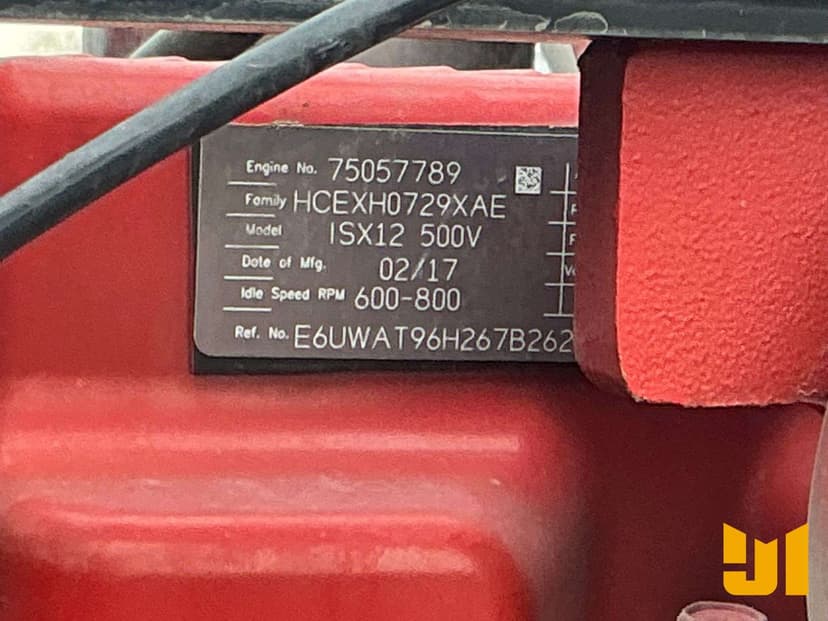 Engine No. 75057789
Family HCEXH0729XAE
Model ISX12 500V
Date of Mfg. 02/17
Idle Speed RPM 600-800
Ref. No. E6UWAT96H267B262